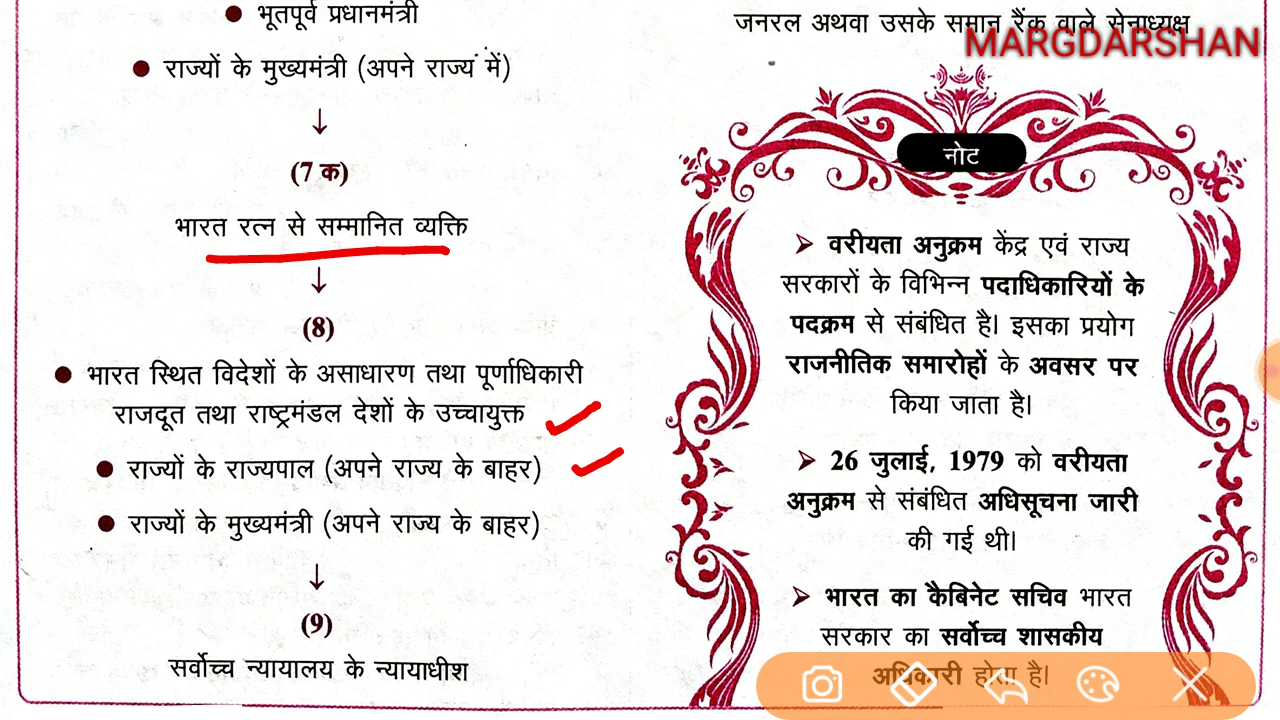 • भूतपूर्व प्रधानमंत्री
• राज्यों के मुख्यमंत्री (अपने राज्य में)
↓
(7 क)
भारत रत्न से सम्मानित व्यक्ति
↓
(8)
• भारत स्थित विदेशों के असाधारण तथा पूर्णाधिकारी
राजदूत तथा राष्ट्रमंडल देशों के उच्चायुक्त
• राज्यों के राज्यपाल (अपने राज्य के बाहर)
• राज्यों के मुख्यमंत्री (अपने राज्य के बाहर)
↓
(9)
सर्वोच्च न्यायालय के न्यायाधीश
जनरल अथवा उसके समान रैंक वाले सेनाध्यक्ष
MARGDARSHAN
नोट
➤ वरीयता अनुक्रम केंद्र एवं राज्य
सरकारों के विभिन्न पदाधिकारियों के
पदक्रम से संबंधित है। इसका प्रयोग
राजनीतिक समारोहों के अवसर पर
किया जाता है।
➤ 26 जुलाई, 1979 को वरीयता
अनुक्रम से संबंधित अधिसूचना जारी
की गई थी।
➤ भारत का कैबिनेट सचिव भारत
सरकार का सर्वोच्च शासकीय
अधिकारी होता है।